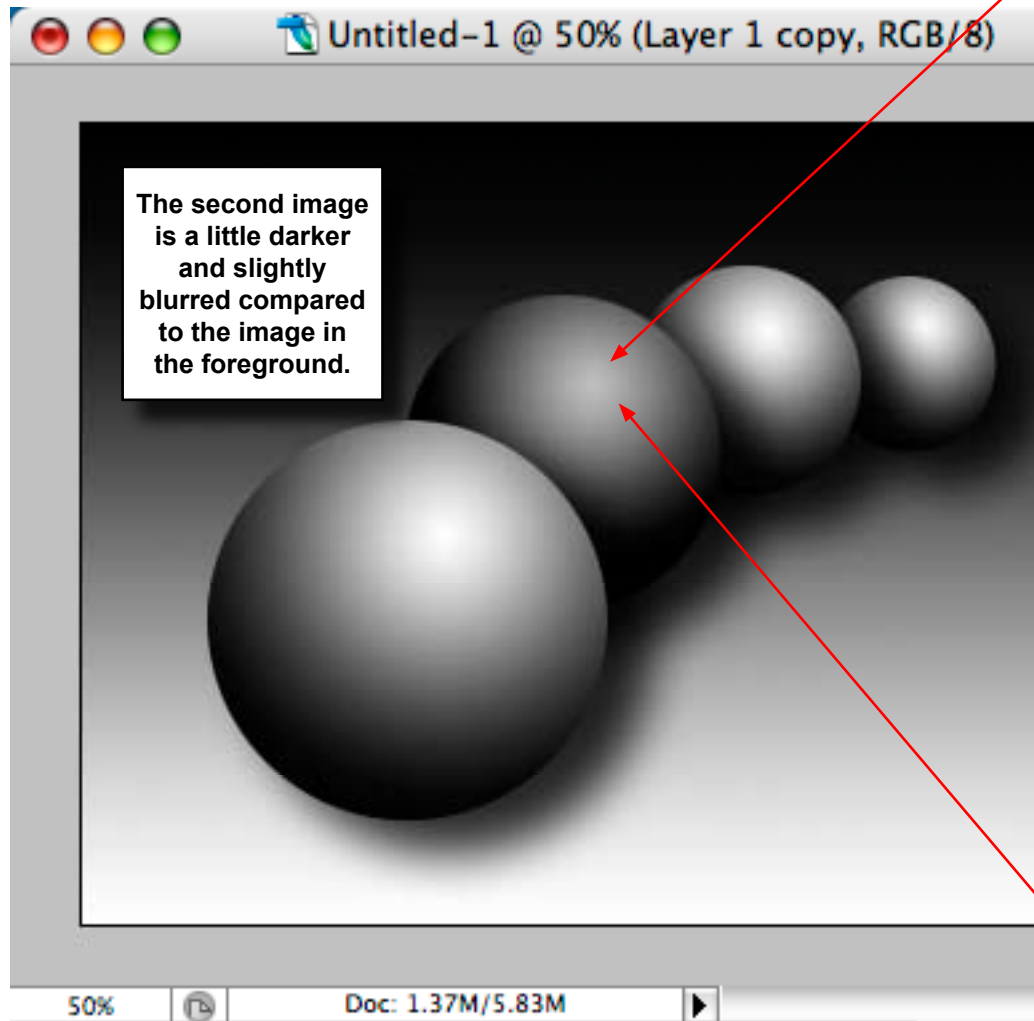 Untitled-1 @ 50% (Layer 1 copy, RGB/8)
The second image
is a little darker
and slightly
blurred compared
to the image in
the foreground.
50%
Doc: 1.37M/5.83M